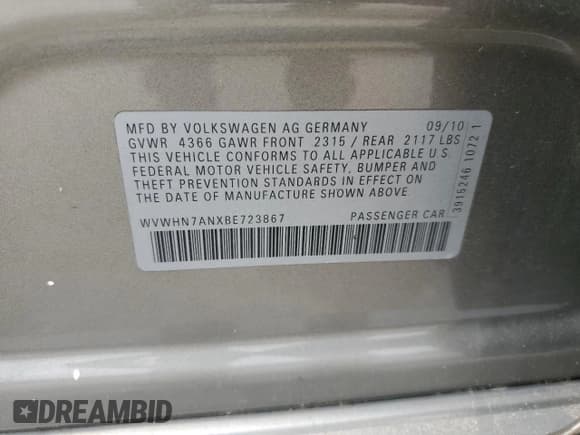 MFD BY VOLKSWAGEN AG GERMANY 09/10
GVWR 4366 GAWR FRONT 2315 / REAR 2117 LBS
THIS VEHICLE CONFORMS TO ALL APPLICABLE U S
FEDERAL MOTOR VEHICLE SAFETY, BUMPER AND
THEFT PREVENTION STANDARDS IN EFFECT ON
THE DATE OF MANUFACTURE SHOWN ABOVE
WVWHN7ANXBE723867 PASSENGER CAR
3915246 1072 1
DREAMBID